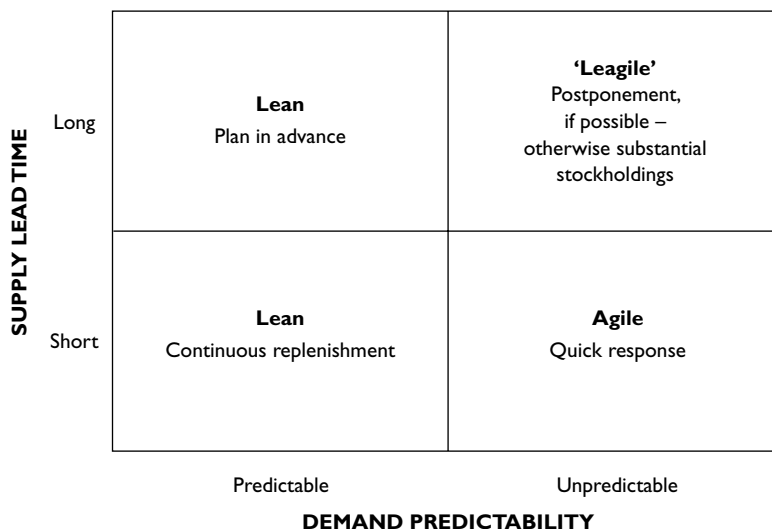 SUPPLY LEAD TIME
Long
Lean
Plan in advance
‘Leagile’
Postponement,
if possible –
otherwise substantial
stockholdings
Short
Lean
Continuous replenishment
Agile
Quick response
Predictable
Unpredictable
DEMAND PREDICTABILITY